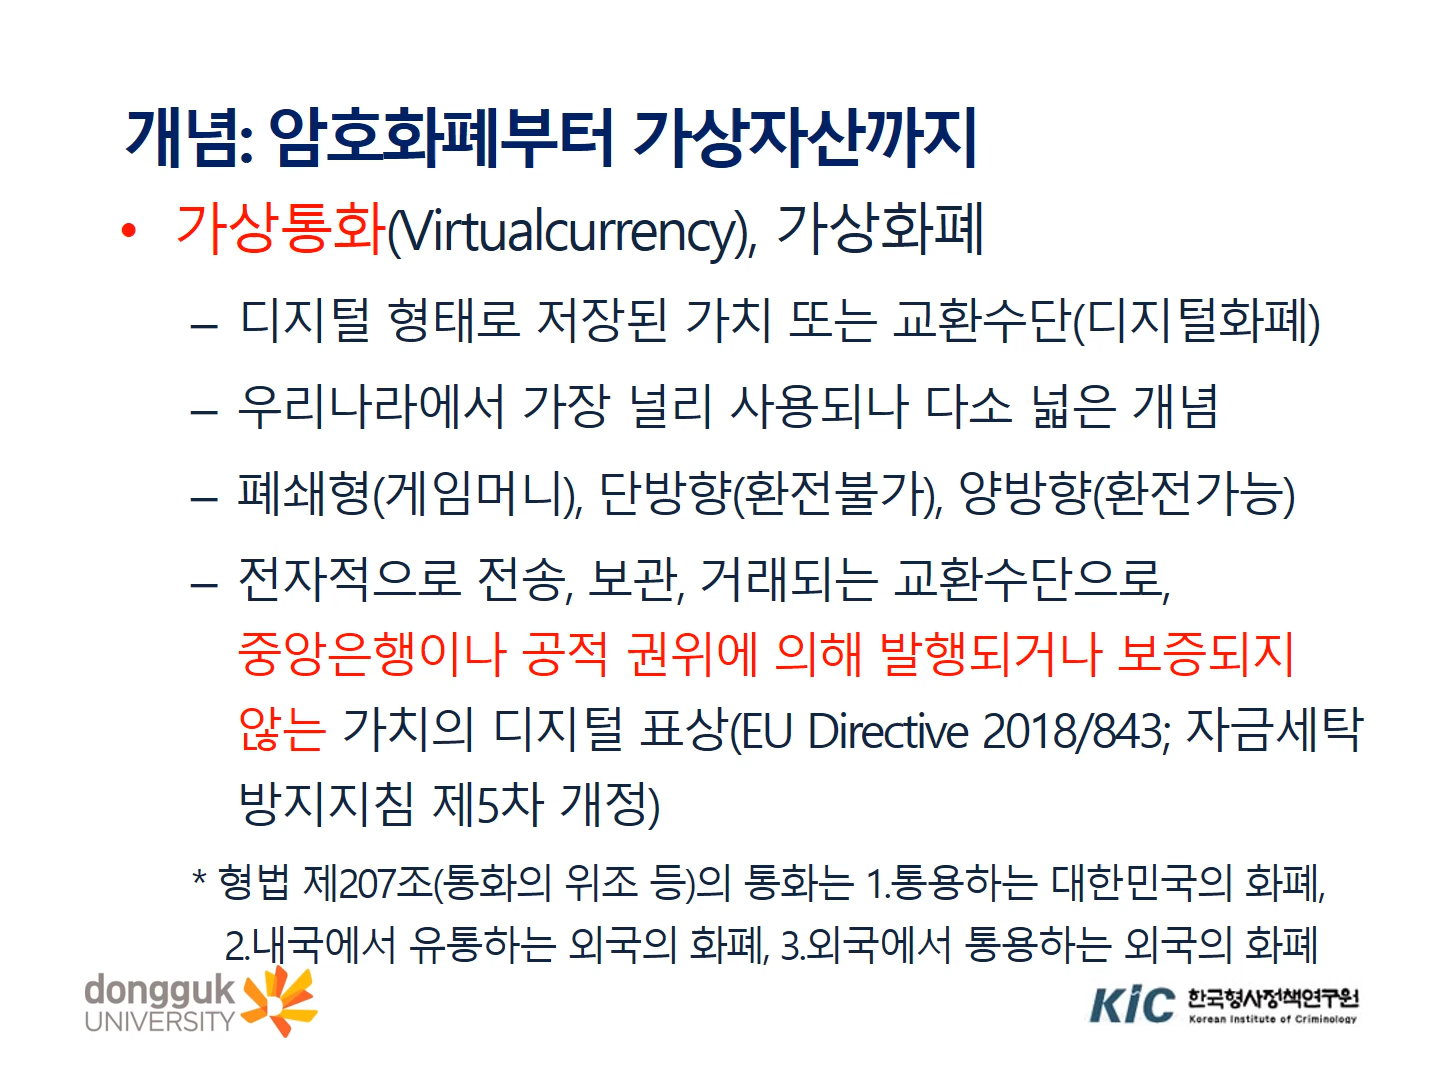 개념: 암호화폐부터 가상자산까지
• 가상통화(Virtualcurrency), 가상화폐
– 디지털 형태로 저장된 가치 또는 교환수단(디지털화폐)
– 우리나라에서 가장 널리 사용되나 다소 넓은 개념
– 폐쇄형(게임머니), 단방향(환전불가), 양방향(환전가능)
– 전자적으로 전송, 보관, 거래되는 교환수단으로,
중앙은행이나 공적 권위에 의해 발행되거나 보증되지
않는 가치의 디지털 표상(EU Directive 2018/843; 자금세탁
방지지침 제5차 개정)
* 형법 제207조(통화의 위조 등)의 통화는 1.통용하는 대한민국의 화폐,
2.내국에서 유통하는 외국의 화폐, 3.외국에서 통용하는 외국의 화폐
dongguk
UNIVERSITY
KIC 한국형사정책연구원
Korean Institute of Criminology